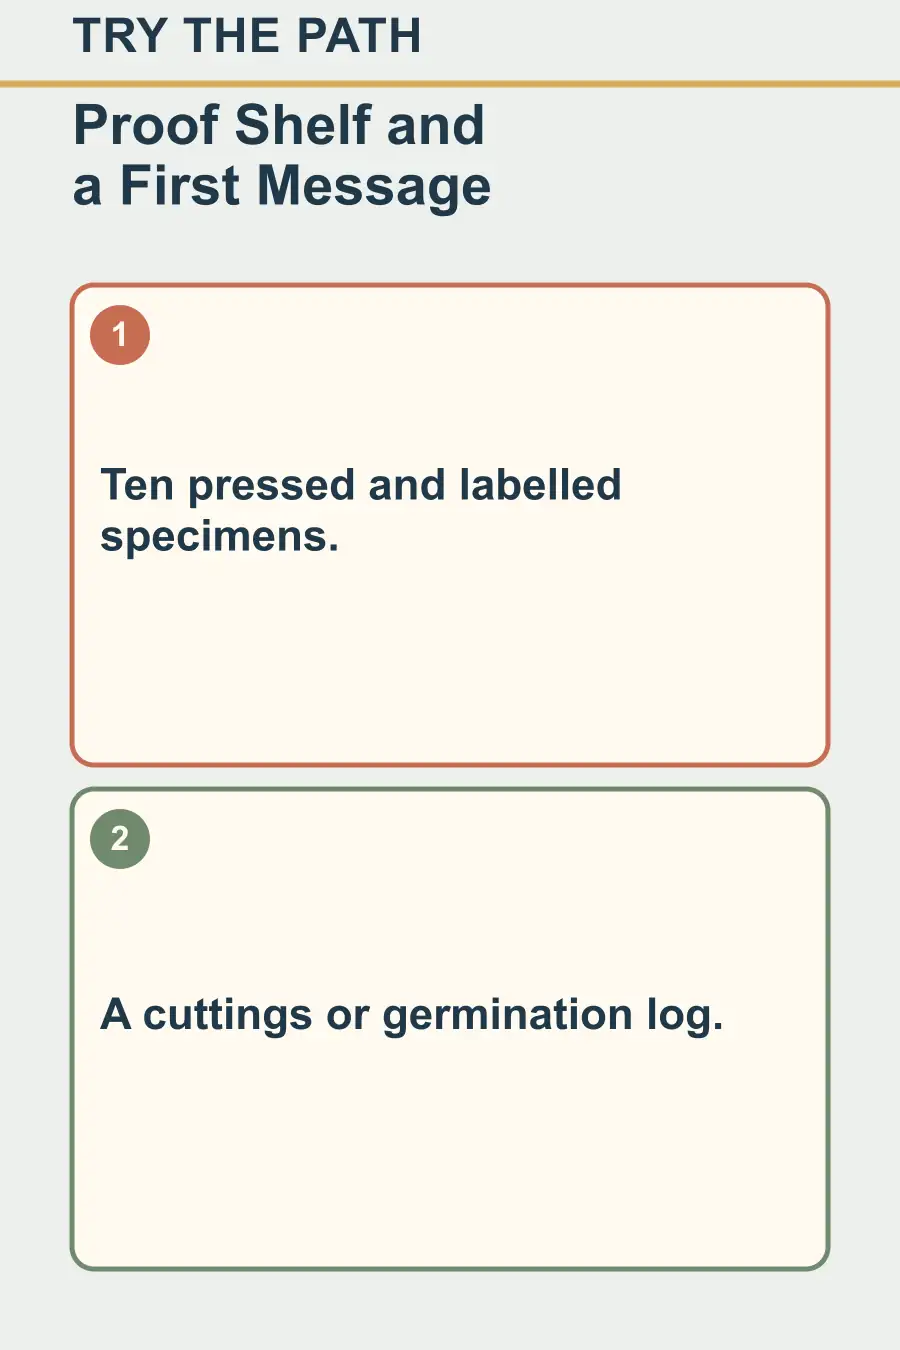 TRY THE PATH
Proof Shelf and
a First Message
1
Ten pressed and labelled
specimens.
2
A cuttings or germination log.